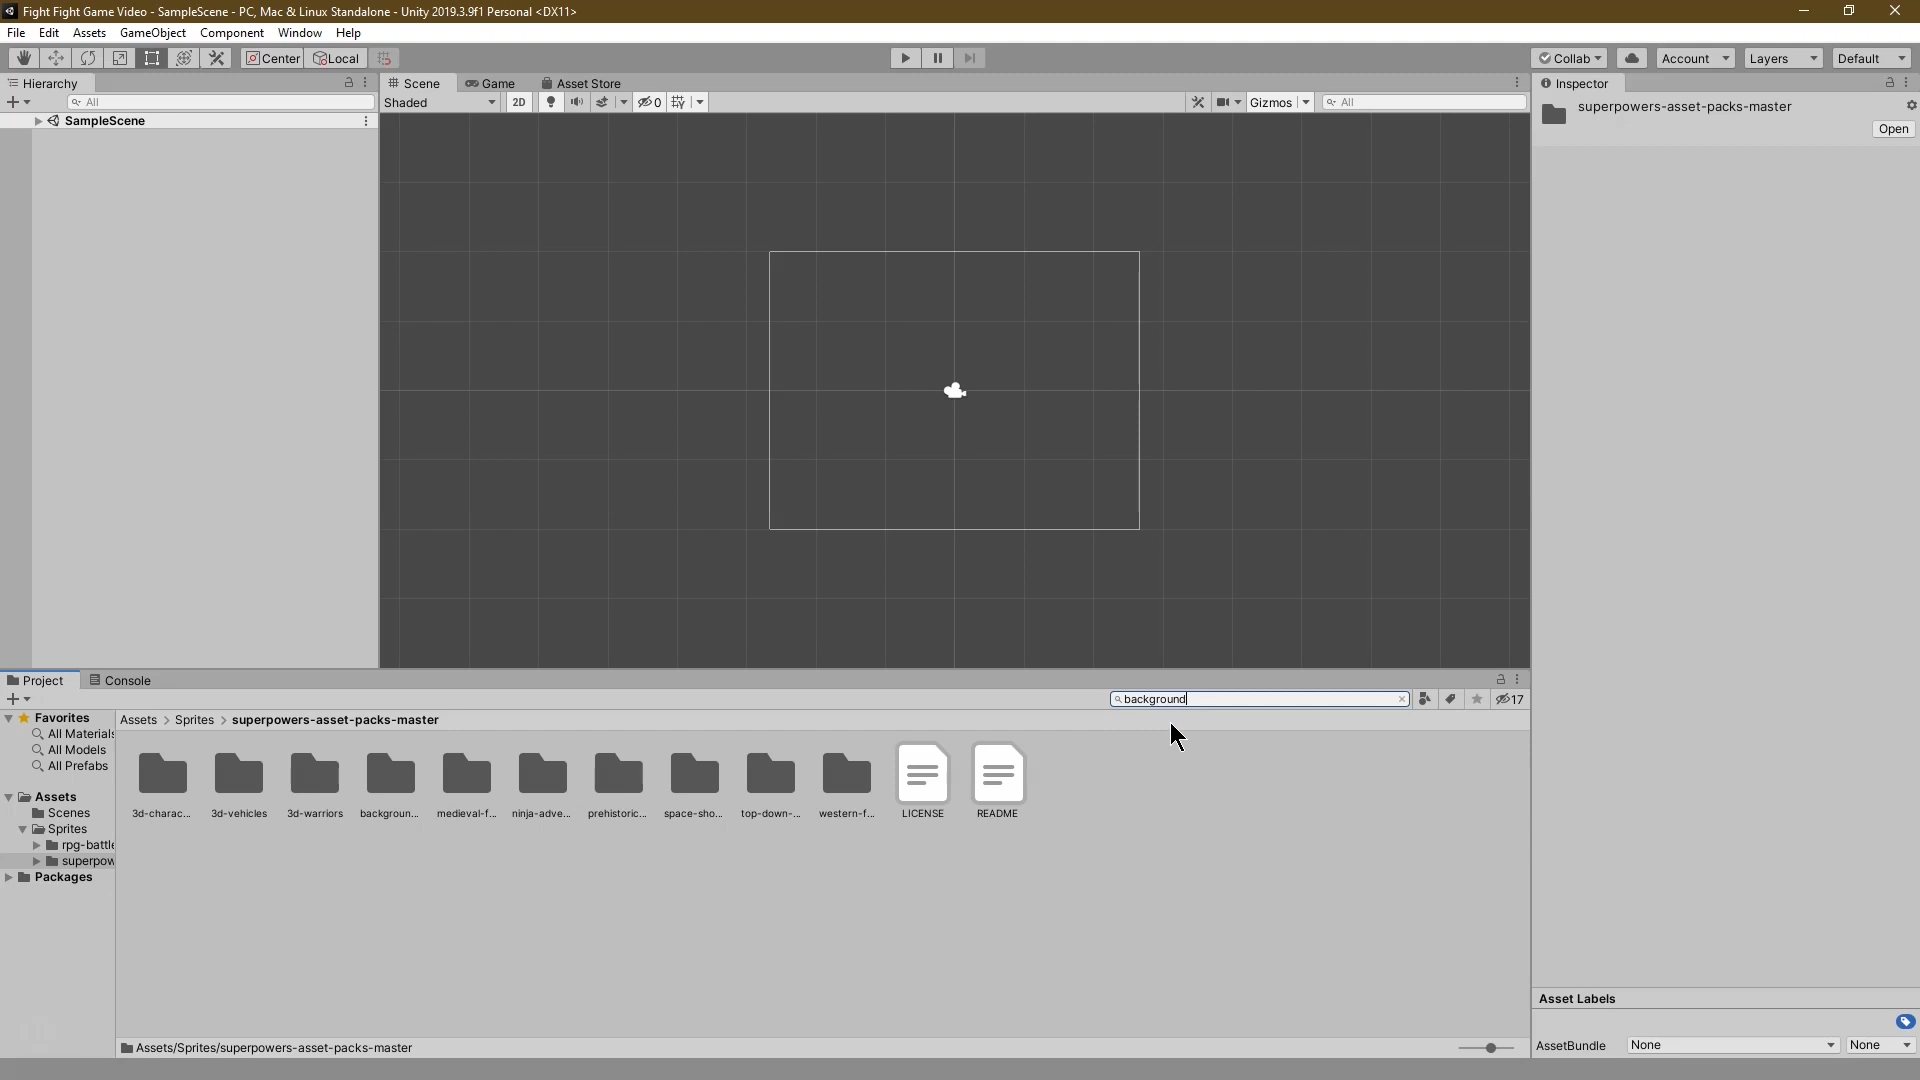 Fight Fight Game Video - SampleScene - PC, Mac & Linux Standalone - Unity 2019.3.9f1 Personal <DX11>
File Edit Assets GameObject Component Window Help
Center Local Collab Account Layers Default
Hierarchy
All
SampleScene
Scene Game Asset Store
Shaded 2D 0 Gizmos All
Inspector
superpowers-asset-packs-master
Open
Project Console
background 17
Favorites
All Materials
All Models
All Prefabs
Assets
Scenes
Sprites
rpg-battle
superpow
Packages
Assets > Sprites > superpowers-asset-packs-master
3d-charac... 3d-vehicles 3d-warriors backgroun... medieval-f... ninja-adve... prehistoric... space-sho... top-down-... western-f... LICENSE README
Assets/Sprites/superpowers-asset-packs-master
Asset Labels
AssetBundle None None